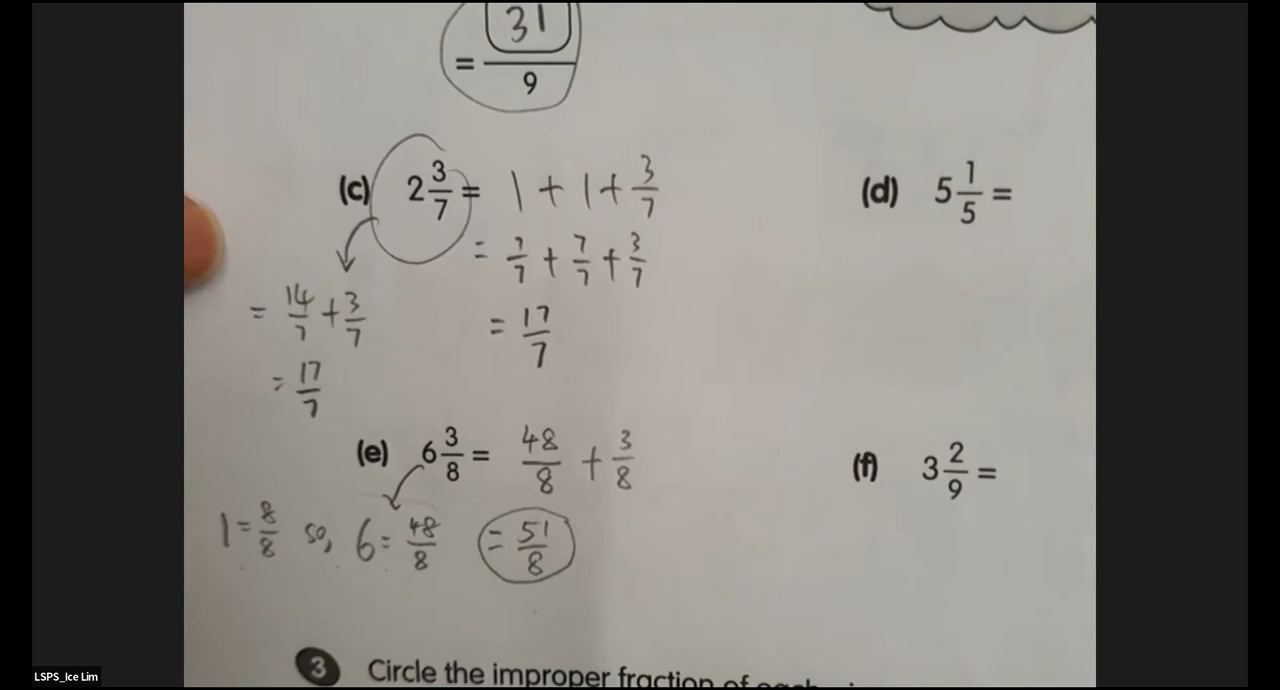 31
= ——
9
(c) 2 3/7 = 1 + 1 + 3/7
= 7/7 + 7/7 + 3/7
= 14/7 + 3/7
= 17/7
= 17/7
(d) 5 1/5 =
(e) 6 3/8 = 48/8 + 3/8
1 = 8/8 so, 6 = 48/8 = 51/8
(f) 3 2/9 =
3 Circle the improper fraction of
LSPS_Ice Lim